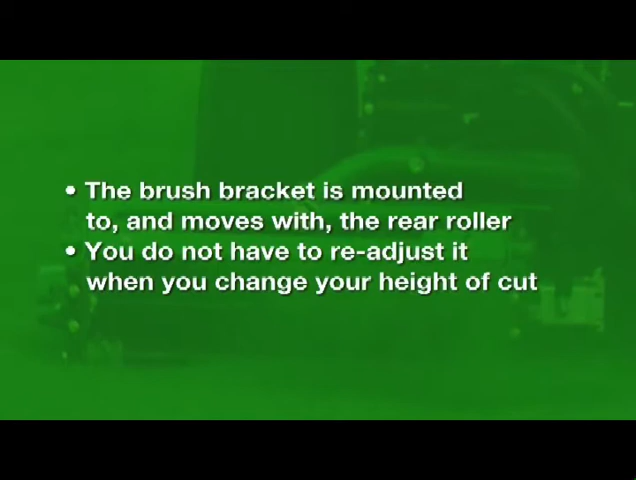 • The brush bracket is mounted
to, and moves with, the rear roller
• You do not have to re-adjust it
when you change your height of cut